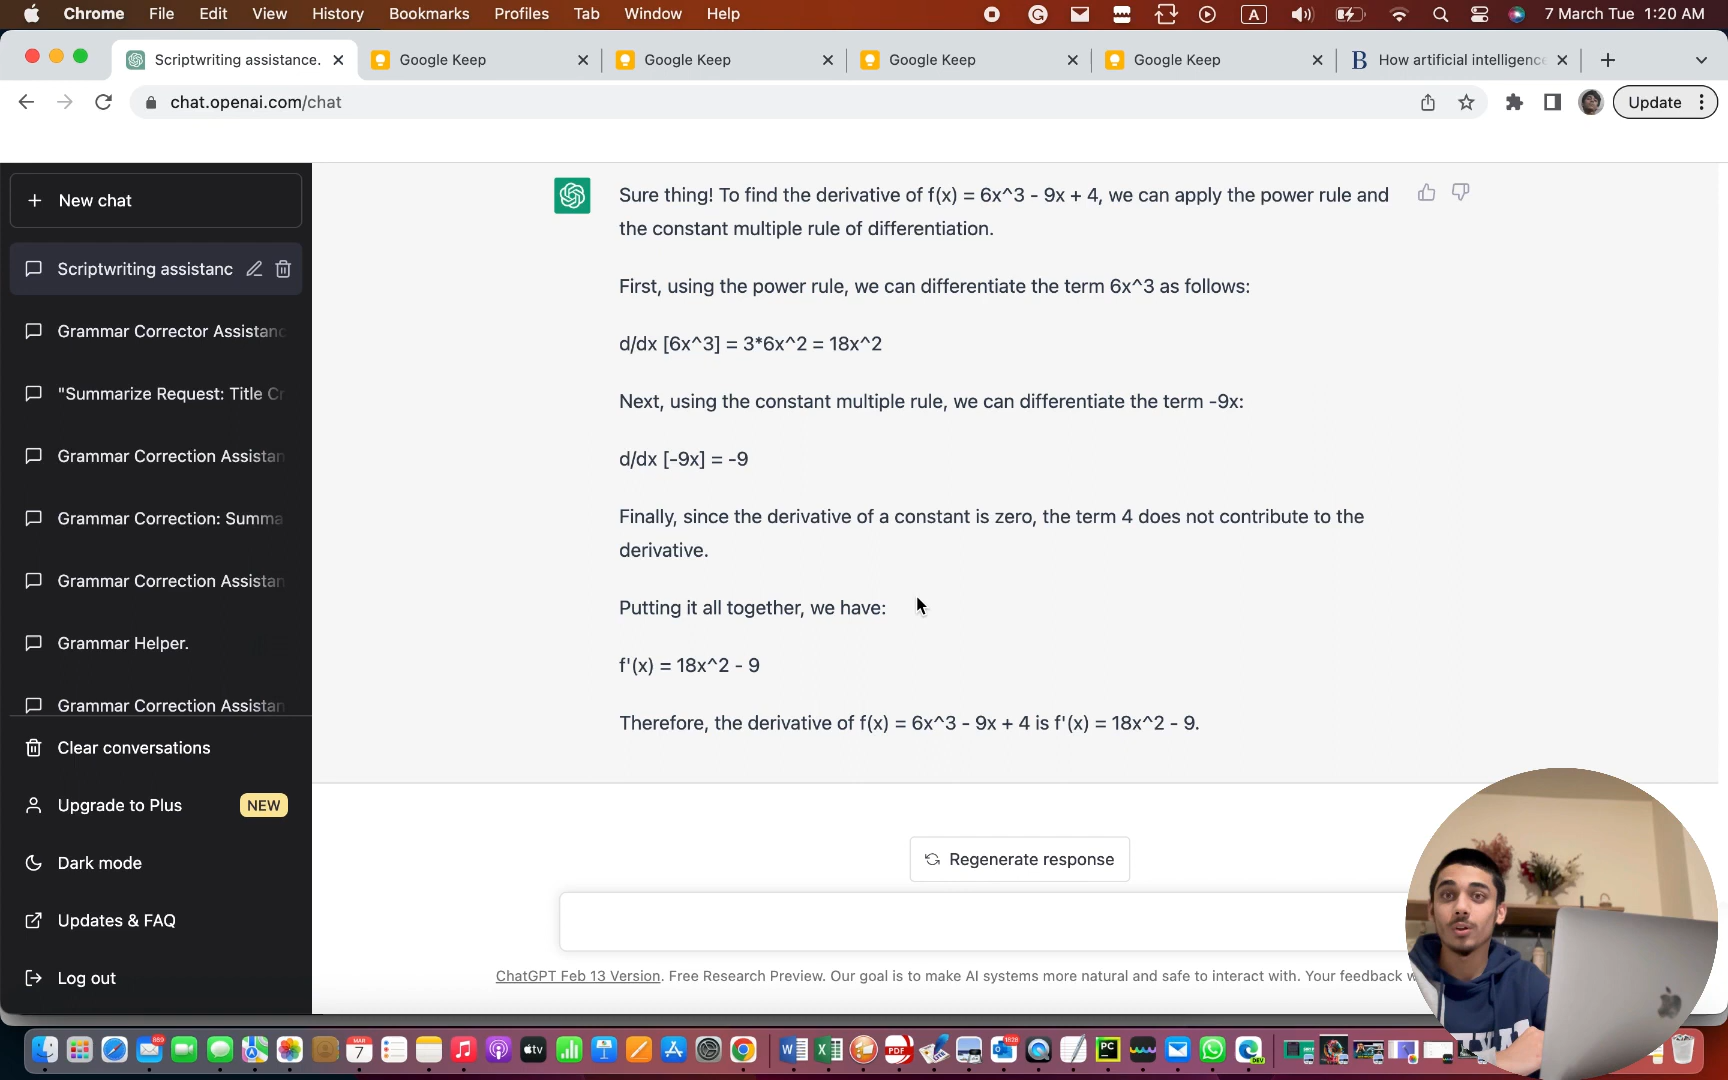 Chrome File Edit View History Bookmarks Profiles Tab Window Help A 7 March Tue 1:20 AM
Scriptwriting assistance. Google Keep Google Keep Google Keep Google Keep B How artificial intelligence
chat.openai.com/chat Update
New chat
Scriptwriting assistanc
Grammar Corrector Assistanc
"Summarize Request: Title Cr
Grammar Correction Assistan
Grammar Correction: Summa
Grammar Correction Assistan
Grammar Helper.
Grammar Correction Assistan
Clear conversations
Upgrade to Plus NEW
Dark mode
Updates & FAQ
Log out
Sure thing! To find the derivative of f(x) = 6x^3 - 9x + 4, we can apply the power rule and
the constant multiple rule of differentiation.
First, using the power rule, we can differentiate the term 6x^3 as follows:
d/dx [6x^3] = 3*6x^2 = 18x^2
Next, using the constant multiple rule, we can differentiate the term -9x:
d/dx [-9x] = -9
Finally, since the derivative of a constant is zero, the term 4 does not contribute to the
derivative.
Putting it all together, we have:
f'(x) = 18x^2 - 9
Therefore, the derivative of f(x) = 6x^3 - 9x + 4 is f'(x) = 18x^2 - 9.
Regenerate response
ChatGPT Feb 13 Version. Free Research Preview. Our goal is to make AI systems more natural and safe to interact with. Your feedback w
MAR
7
tv
PDF
PC
DEV